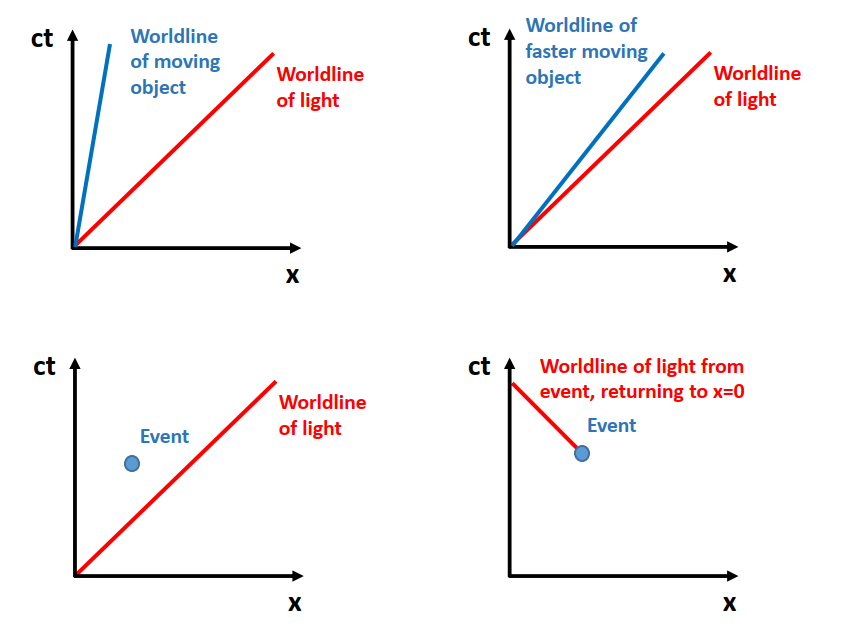 ct
Worldline
of moving
object
Worldline
of light
x
ct
Worldline of
faster moving
object
Worldline
of light
x
ct
Event
Worldline
of light
x
ct
Worldline of light from
event, returning to x=0
Event
x